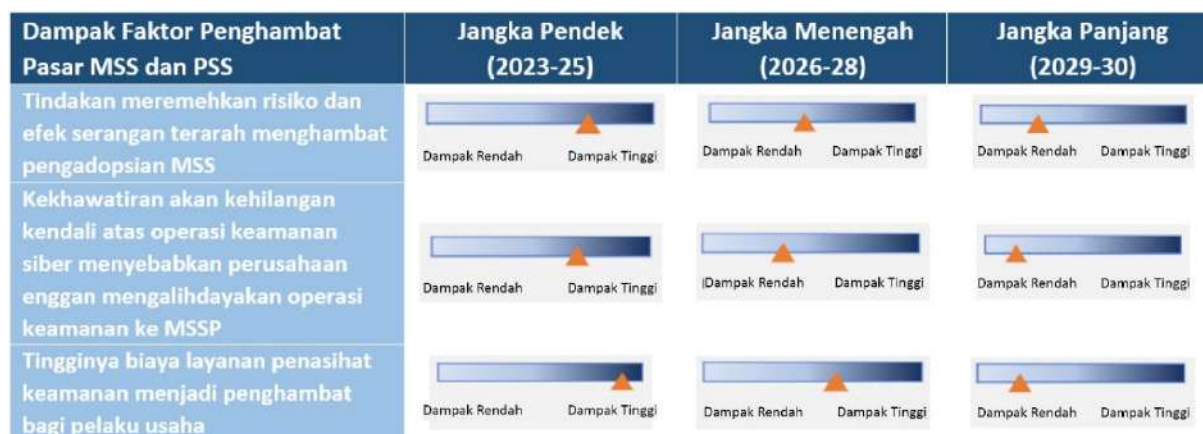 Dampak Faktor Penghambat
Pasar MSS dan PSS
Jangka Pendek
(2023-25)
Jangka Menengah
(2026-28)
Jangka Panjang
(2029-30)
Tindakan meremehkan risiko dan
efek serangan terarah menghambat
pengadopsian MSS
Dampak Rendah Dampak Tinggi
Dampak Rendah Dampak Tinggi
Dampak Rendah Dampak Tinggi
Kekhawatiran akan kehilangan
kendali atas operasi keamanan
siber menyebabkan perusahaan
enggan mengalihdayakan operasi
keamanan ke MSSP
Dampak Rendah Dampak Tinggi
(Dampak Rendah Dampak Tinggi
Dampak Rendah Dampak Tinggi
Tingginya biaya layanan penasihat
keamanan menjadi penghambat
bagi pelaku usaha
Dampak Rendah Dampak Tinggi
Dampak Rendah Dampak Tinggi
Dampak Rendah Dampak Tinggi